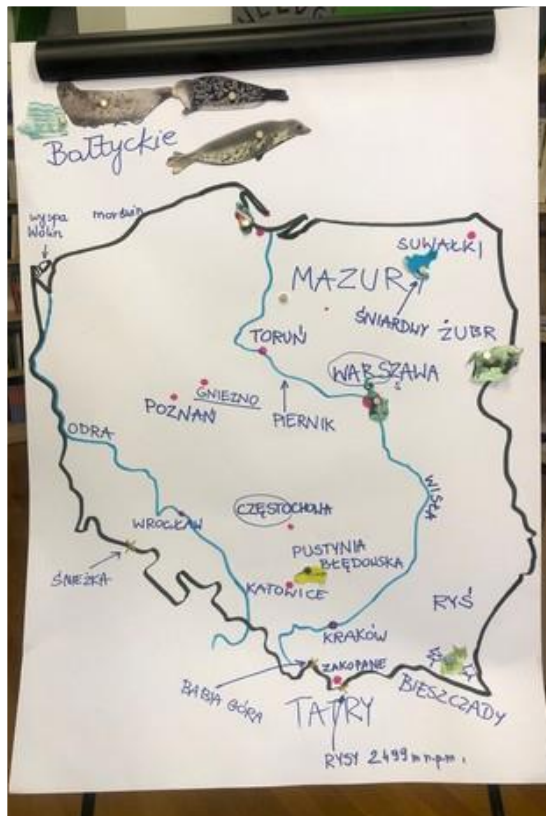 Bałtyckie
wyspa
Wolin
morświn
SUWAŁKI
MAZUR
ŚNIARDWY
ŻUBR
TORUŃ
WARSZAWA
GNIEZNO
POZNAŃ
PIERNIK
ODRA
WISŁA
CZĘSTOCHOWA
WROCŁAW
PUSTYNIA
BŁĘDOWSKA
ŚNIEŻKA
KATOWICE
RYŚ
KRAKÓW
ZAKOPANE
BABIA GÓRA
BIESZCZADY
TATRY
RYSY 2499 m n.p.m.